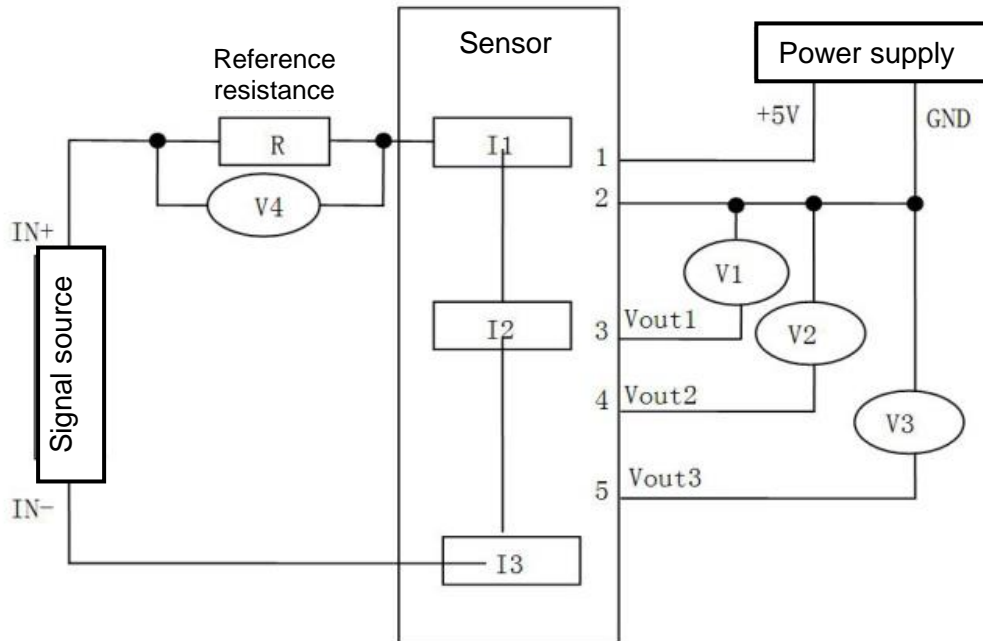 Sensor
Power supply
Reference
resistance
+5V
GND
R
I1
1
2
V4
IN+
V1
I2
3
Vout1
V2
Signal source
4
Vout2
V3
5
Vout3
IN-
I3